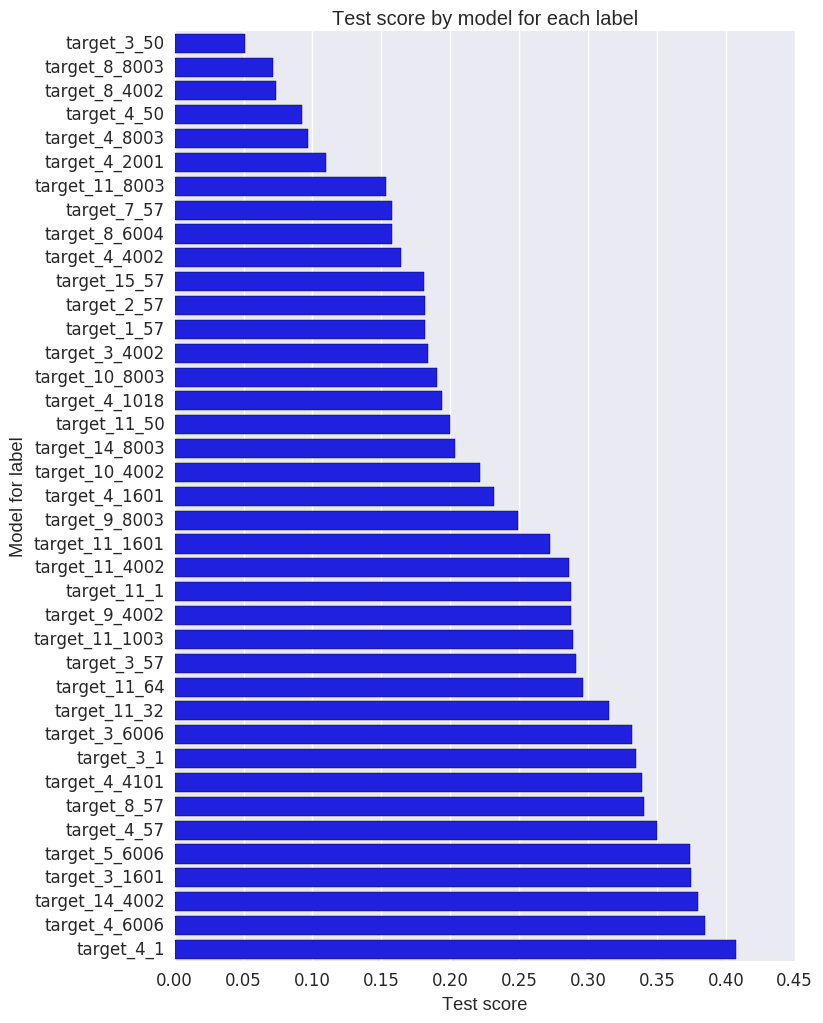 Test score by model for each label
target_3_50
target_8_8003
target_8_4002
target_4_50
target_4_8003
target_4_2001
target_11_8003
target_7_57
target_8_6004
target_4_4002
target_15_57
target_2_57
target_1_57
target_3_4002
target_10_8003
target_4_1018
target_11_50
target_14_8003
target_10_4002
target_4_1601
target_9_8003
target_11_1601
target_11_4002
target_11_1
target_9_4002
target_11_1003
target_3_57
target_11_64
target_11_32
target_3_6006
target_3_1
target_4_4101
target_8_57
target_4_57
target_5_6006
target_3_1601
target_14_4002
target_4_6006
target_4_1
Model for label
0.00 0.05 0.10 0.15 0.20 0.25 0.30 0.35 0.40 0.45
Test score